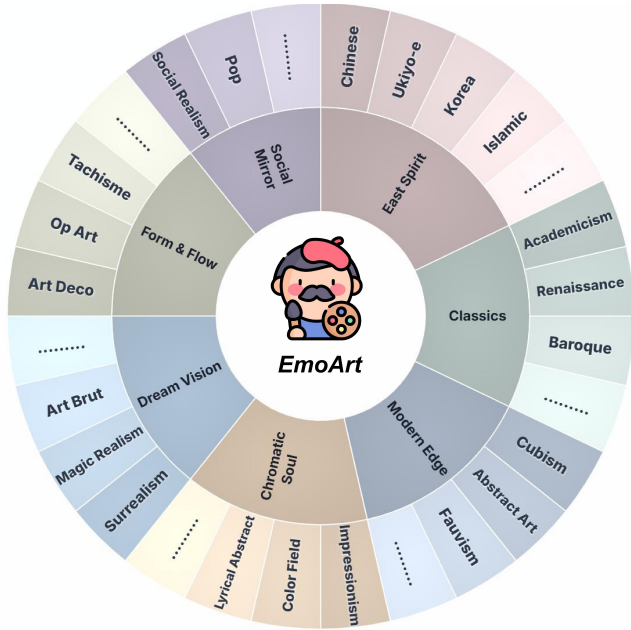 Chinese
Ukiyo-e
Korea
Islamic
..........
East Spirit
Academicism
Renaissance
Baroque
..........
Classics
Cubism
Abstract Art
Fauvism
..........
Modern Edge
Impressionism
Color Field
Lyrical Abstract
..........
Chromatic
Soul
Surrealism
Magic Realism
Art Brut
..........
Dream Vision
Art Deco
Op Art
Tachisme
..........
Form & Flow
Social Realism
Pop
..........
Social
Mirror
EmoArt